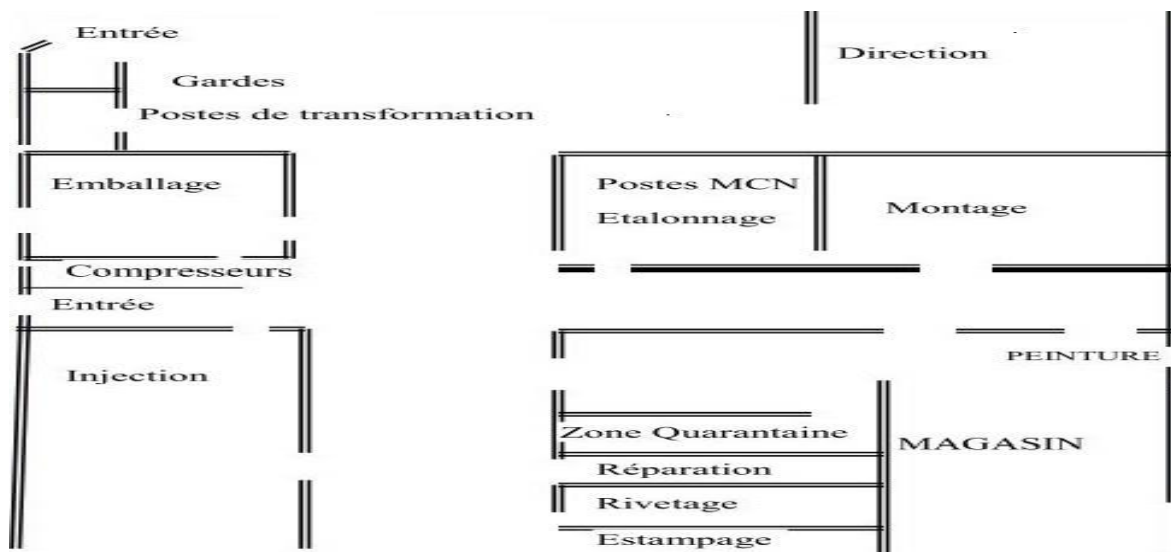 Entrée
Direction
Gardes
Postes de transformation
Emballage
Postes MCN
Etalonnage
Montage
Compresseurs
Entrée
PEINTURE
Injection
Zone Quarantaine
MAGASIN
Réparation
Rivetage
Estampage